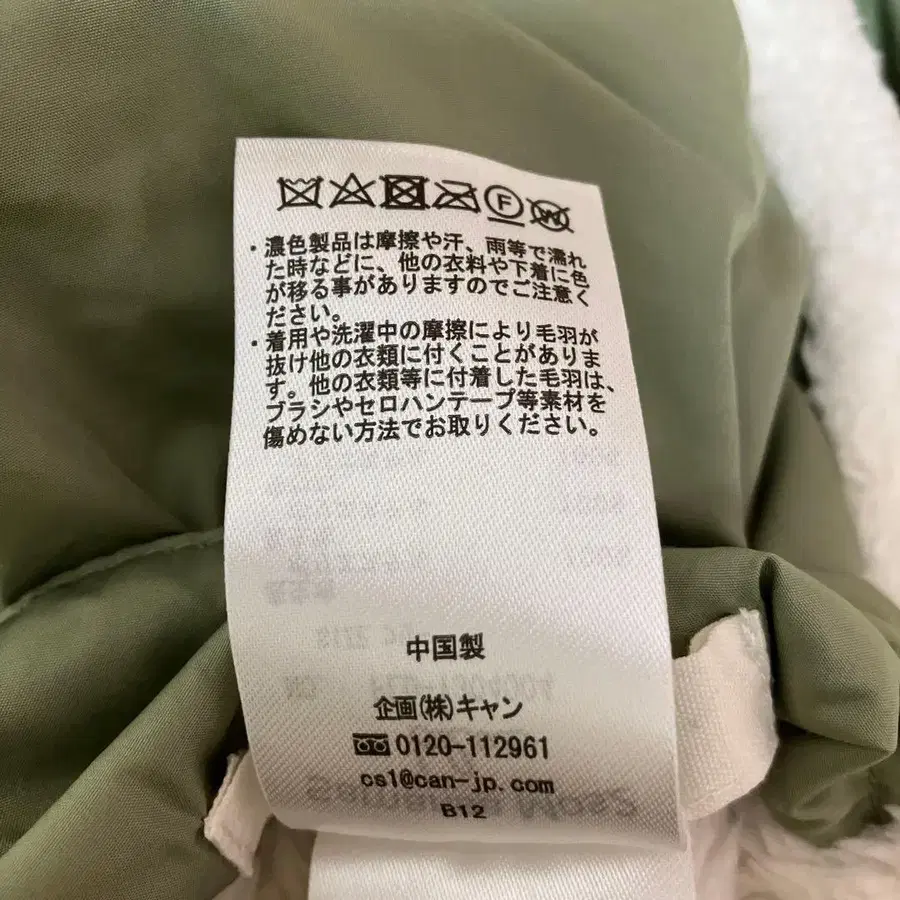 F W
・濃色製品は摩擦や汗、雨等で濡れ
た時などに、他の衣料や下着に色
が移る事がありますのでご注意く
ださい。
・着用や洗濯中の摩擦により毛羽が
抜け他の衣類に付くことがありま
す。他の衣類等に付着した毛羽は、
ブラシやセロハンテープ等素材を
傷めない方法でお取りください。
中国製
企画(株)キャン
0120-112961
cs1@can-jp.com
B12